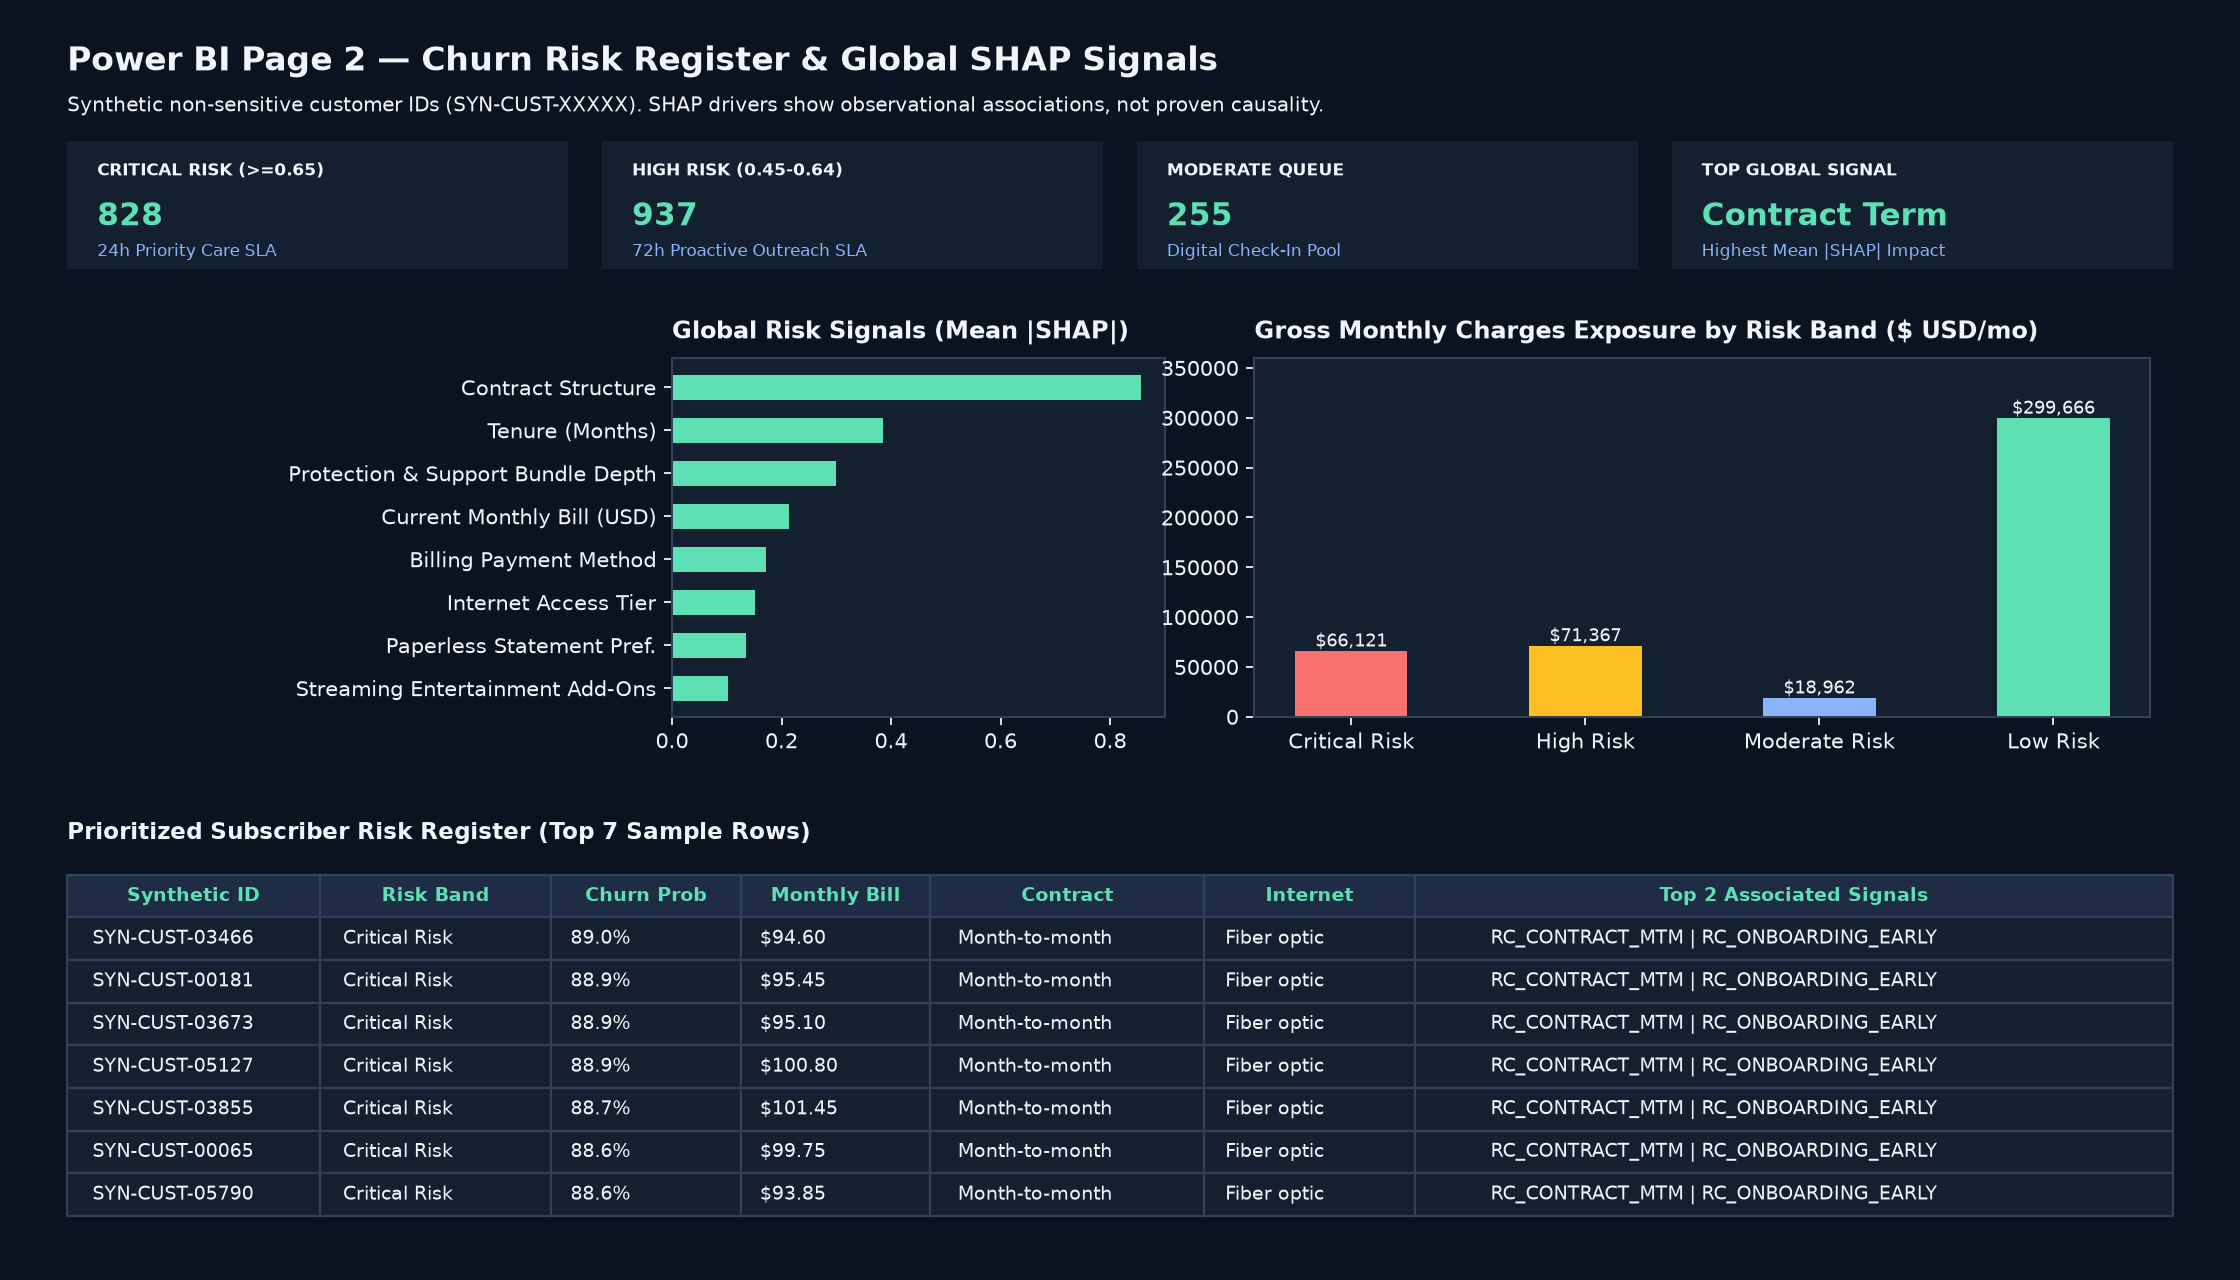 Power BI Page 2 — Churn Risk Register & Global SHAP Signals
Synthetic non-sensitive customer IDs (SYN-CUST-XXXXX). SHAP drivers show observational associations, not proven causality.
CRITICAL RISK (>=0.65)
828
24h Priority Care SLA
HIGH RISK (0.45-0.64)
937
72h Proactive Outreach SLA
MODERATE QUEUE
255
Digital Check-In Pool
TOP GLOBAL SIGNAL
Contract Term
Highest Mean |SHAP| Impact
Global Risk Signals (Mean |SHAP|)
Contract Structure
Tenure (Months)
Protection & Support Bundle Depth
Current Monthly Bill (USD)
Billing Payment Method
Internet Access Tier
Paperless Statement Pref.
Streaming Entertainment Add-Ons
0.0 0.2 0.4 0.6 0.8
Gross Monthly Charges Exposure by Risk Band ($ USD/mo)
350000
300000
250000
200000
150000
100000
50000
0
$66,121
$71,367
$18,962
$299,666
Critical Risk High Risk Moderate Risk Low Risk
Prioritized Subscriber Risk Register (Top 7 Sample Rows)
Synthetic ID Risk Band Churn Prob Monthly Bill Contract Internet Top 2 Associated Signals
SYN-CUST-03466 Critical Risk 89.0% $94.60 Month-to-month Fiber optic RC_CONTRACT_MTM | RC_ONBOARDING_EARLY
SYN-CUST-00181 Critical Risk 88.9% $95.45 Month-to-month Fiber optic RC_CONTRACT_MTM | RC_ONBOARDING_EARLY
SYN-CUST-03673 Critical Risk 88.9% $95.10 Month-to-month Fiber optic RC_CONTRACT_MTM | RC_ONBOARDING_EARLY
SYN-CUST-05127 Critical Risk 88.9% $100.80 Month-to-month Fiber optic RC_CONTRACT_MTM | RC_ONBOARDING_EARLY
SYN-CUST-03855 Critical Risk 88.7% $101.45 Month-to-month Fiber optic RC_CONTRACT_MTM | RC_ONBOARDING_EARLY
SYN-CUST-00065 Critical Risk 88.6% $99.75 Month-to-month Fiber optic RC_CONTRACT_MTM | RC_ONBOARDING_EARLY
SYN-CUST-05790 Critical Risk 88.6% $93.85 Month-to-month Fiber optic RC_CONTRACT_MTM | RC_ONBOARDING_EARLY